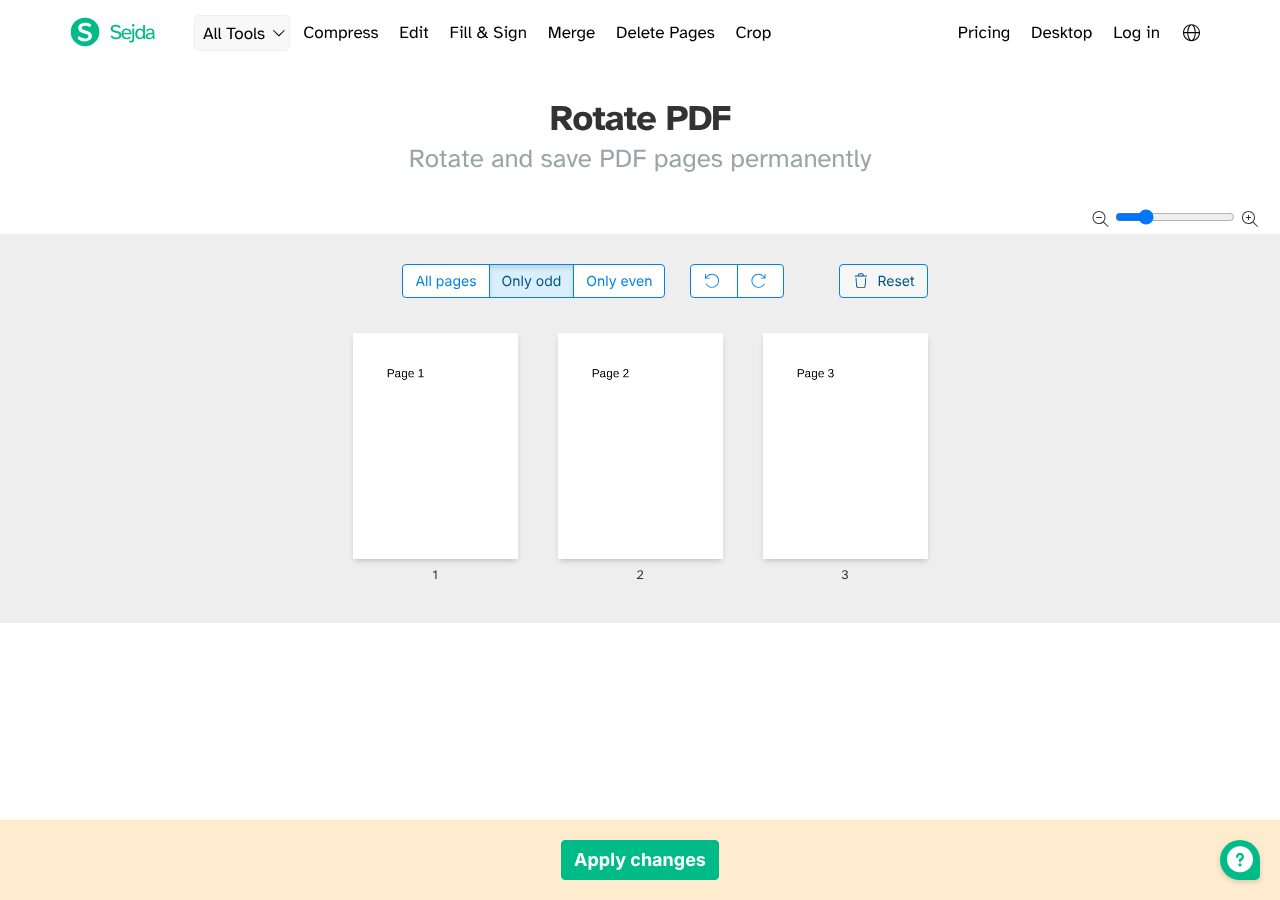 S Sejda All Tools Compress Edit Fill & Sign Merge Delete Pages Crop Pricing Desktop Log in
Rotate PDF
Rotate and save PDF pages permanently
All pages Only odd Only even Reset
Page 1 Page 2 Page 3
1 2 3
Apply changes ?